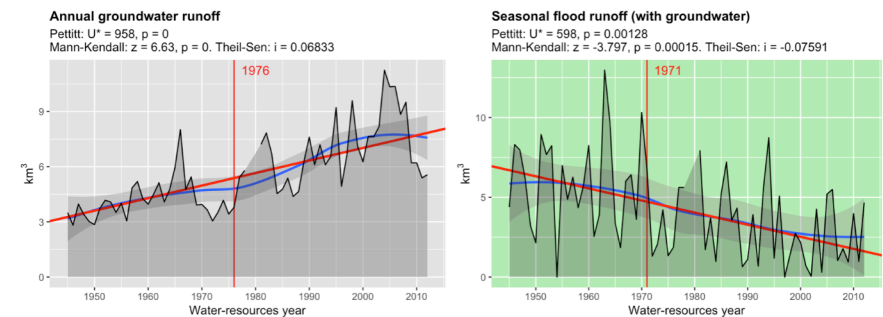 Annual groundwater runoff
Pettitt: U* = 958, p = 0
Mann-Kendall: z = 6.63, p = 0. Theil-Sen: i = 0.06833
1976
9
6
3
0
km³
1950 1960 1970 1980 1990 2000 2010
Water-resources year
Seasonal flood runoff (with groundwater)
Pettitt: U* = 598, p = 0.00128
Mann-Kendall: z = -3.797, p = 0.00015. Theil-Sen: i = -0.07591
1971
10
5
0
km³
1950 1960 1970 1980 1990 2000 2010
Water-resources year